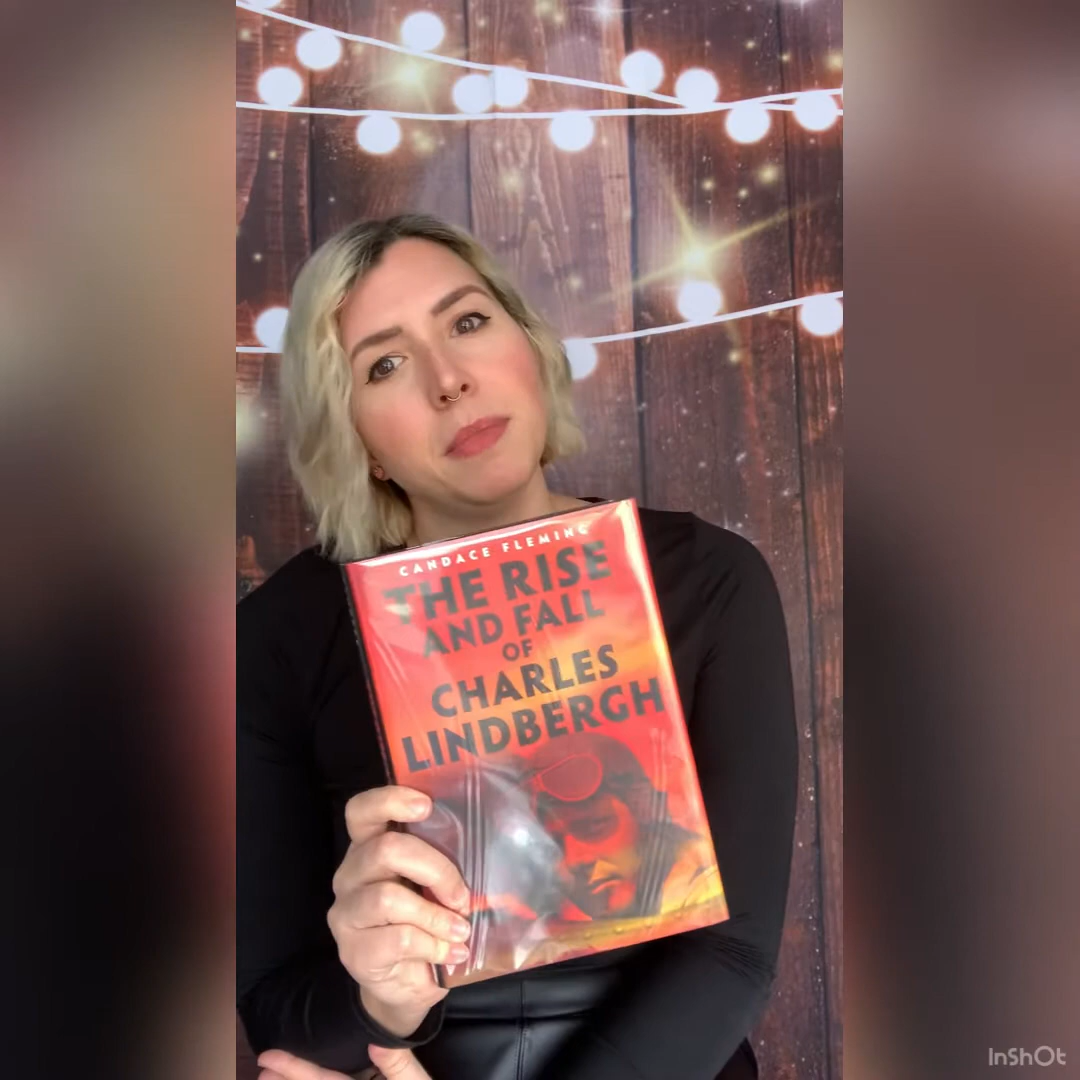 CANDACE FLEMING
THE RISE
AND FALL
OF
CHARLES
LINDBERGH
InShOt